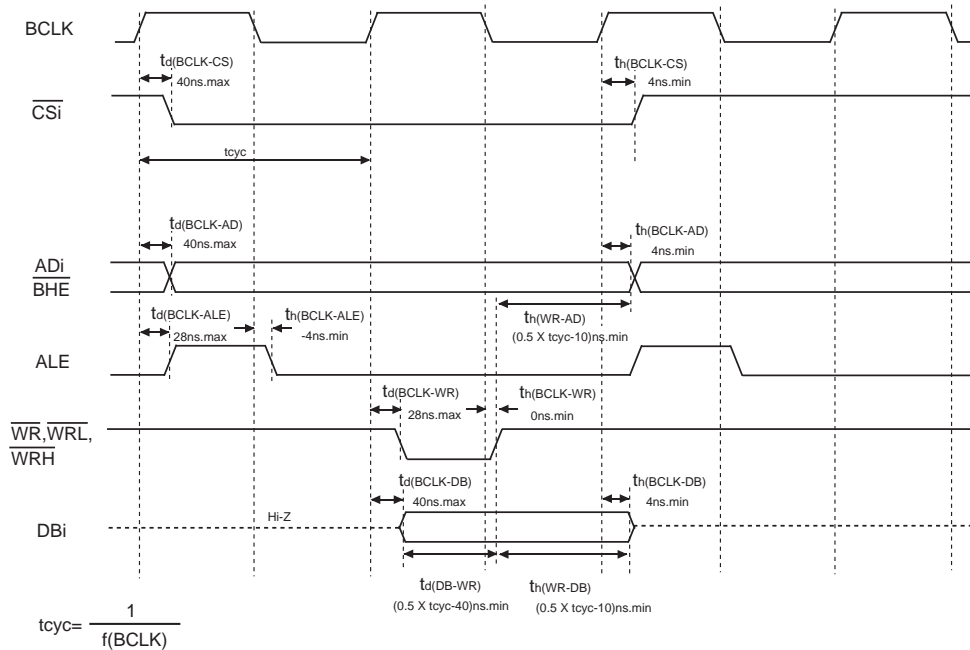 BCLK
td(BCLK-CS)
40ns.max
th(BCLK-CS)
4ns.min
CSi
tcyc
td(BCLK-AD)
40ns.max
th(BCLK-AD)
4ns.min
ADi
BHE
td(BCLK-ALE)
28ns.max
th(BCLK-ALE)
-4ns.min
th(WR-AD)
(0.5 X tcyc-10)ns.min
ALE
td(BCLK-WR)
28ns.max
th(BCLK-WR)
0ns.min
WR,WRL,
WRH
td(BCLK-DB)
40ns.max
th(BCLK-DB)
4ns.min
Hi-Z
DBi
td(DB-WR)
(0.5 X tcyc-40)ns.min
th(WR-DB)
(0.5 X tcyc-10)ns.min
tcyc= 1
f(BCLK)